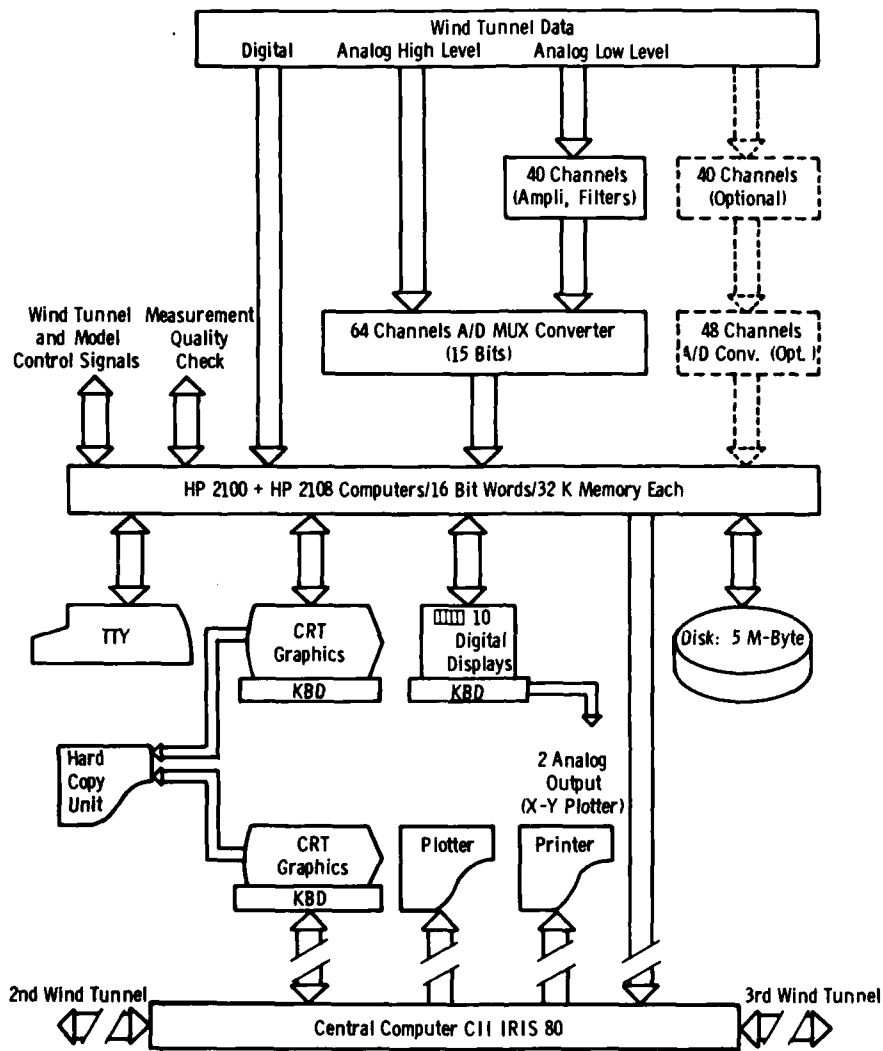 Wind Tunnel Data
Digital Analog High Level Analog Low Level
40 Channels
(Ampli, Filters)
40 Channels
(Optional)
Wind Tunnel
and Model
Control Signals
Measurement
Quality
Check
64 Channels A/D MUX Converter
(15 Bits)
48 Channels
A/D Conv. (Opt.)
HP 2100 + HP 2108 Computers/16 Bit Words/32 K Memory Each
TTY
CRT
Graphics
KBD
10
Digital
Displays
KBD
Disk: 5 M-Byte
Hard
Copy
Unit
2 Analog
Output
(X-Y Plotter)
CRT
Graphics
KBD
Plotter
Printer
2nd Wind Tunnel
3rd Wind Tunnel
Central Computer CII IRIS 80